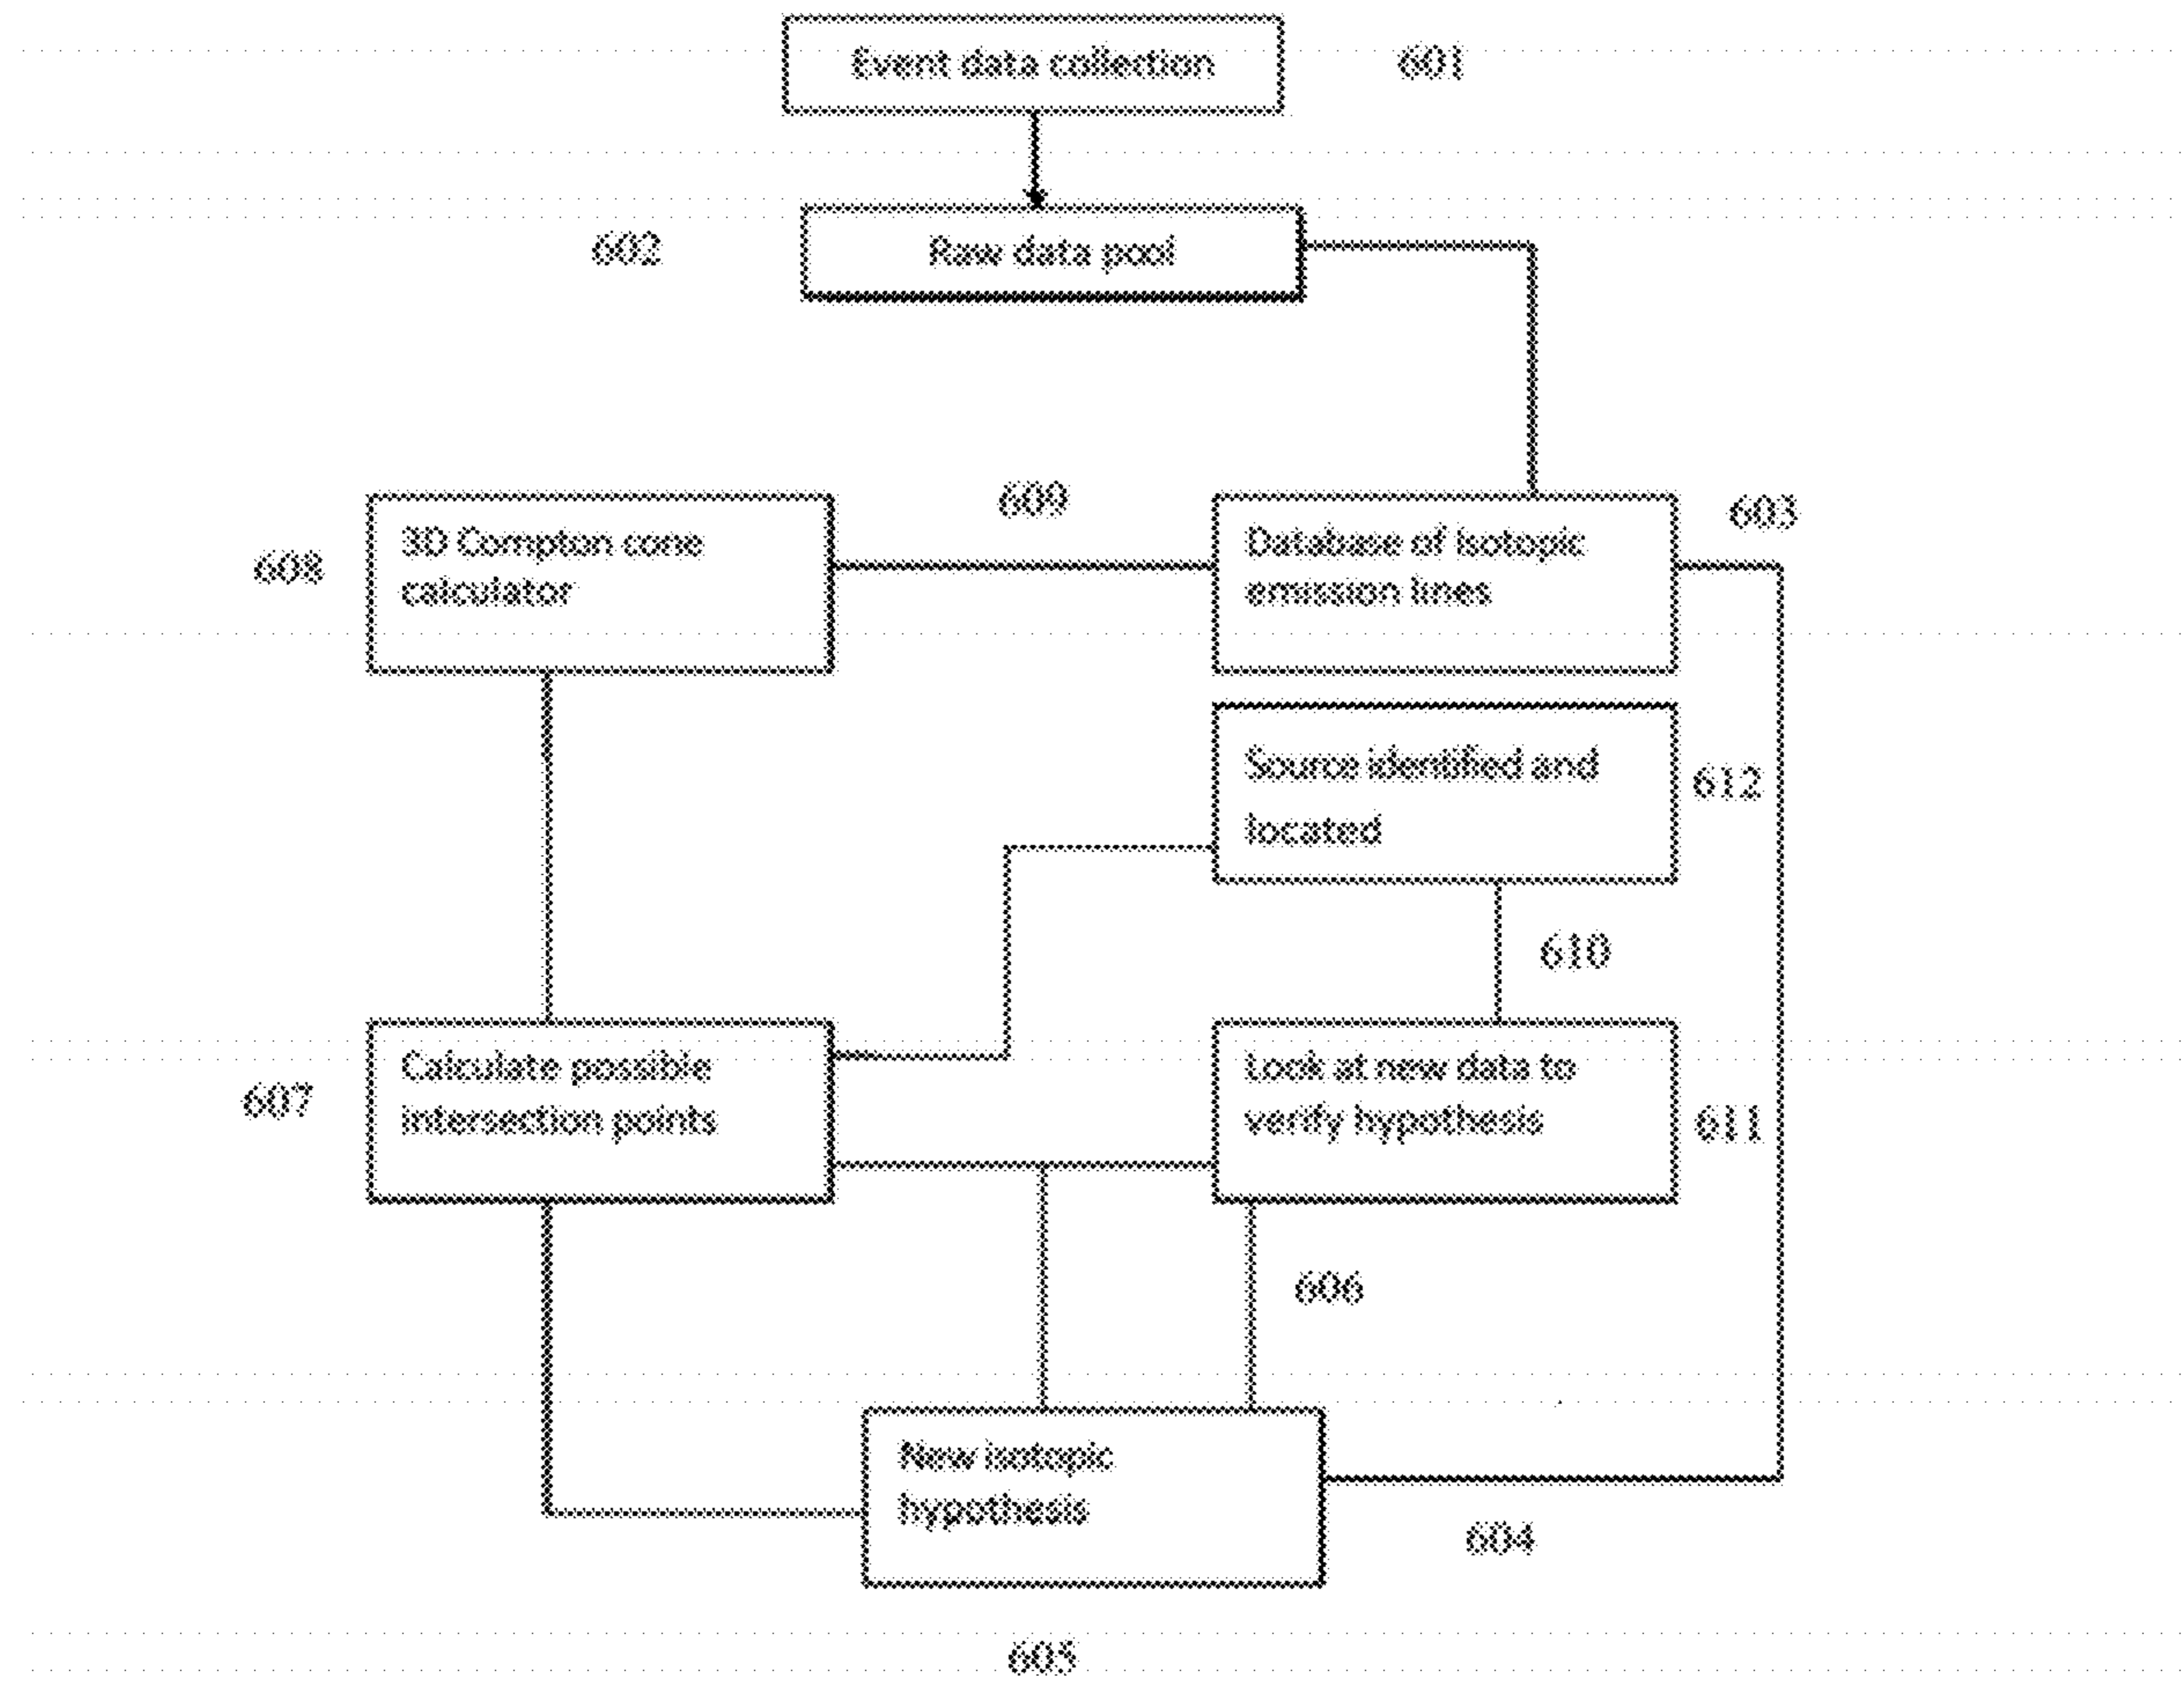 Event data collection
601
602
Raw data pool
609
603
608
3D Compton cone
calculator
Database of isotopic
emission lines
Source identified and
located
612
610
607
Calculate possible
intersection points
Look at new data to
verify hypothesis
611
606
New isotopic
hypothesis
604
605